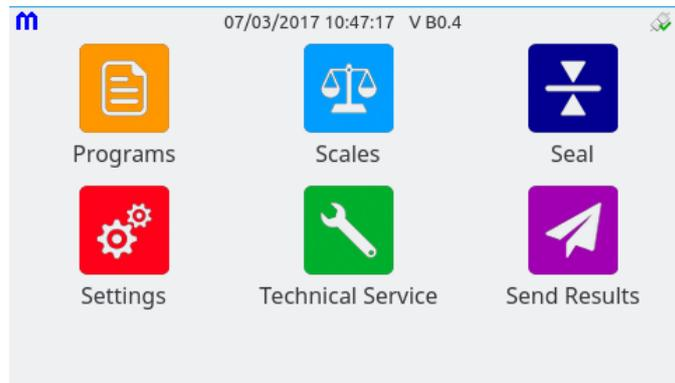 m 07/03/2017 10:47:17 V B0.4
Programs Scales Seal
Settings Technical Service Send Results